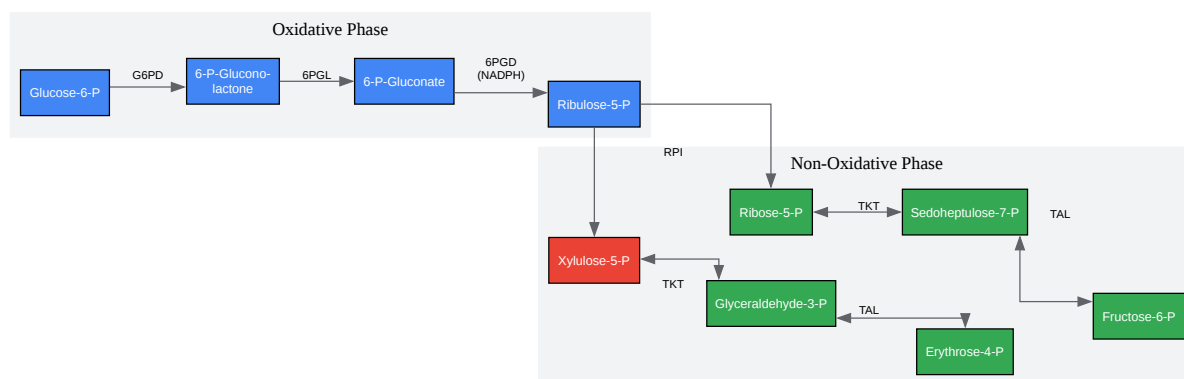 Oxidative Phase
Glucose-6-P
G6PD
6-P-Glucono-
lactone
6PGL
6-P-Gluconate
6PGD
(NADPH)
Ribulose-5-P
RPI
Non-Oxidative Phase
Ribose-5-P
TKT
Sedoheptulose-7-P
TAL
Xylulose-5-P
TKT
Glyceraldehyde-3-P
TAL
Erythrose-4-P
Fructose-6-P